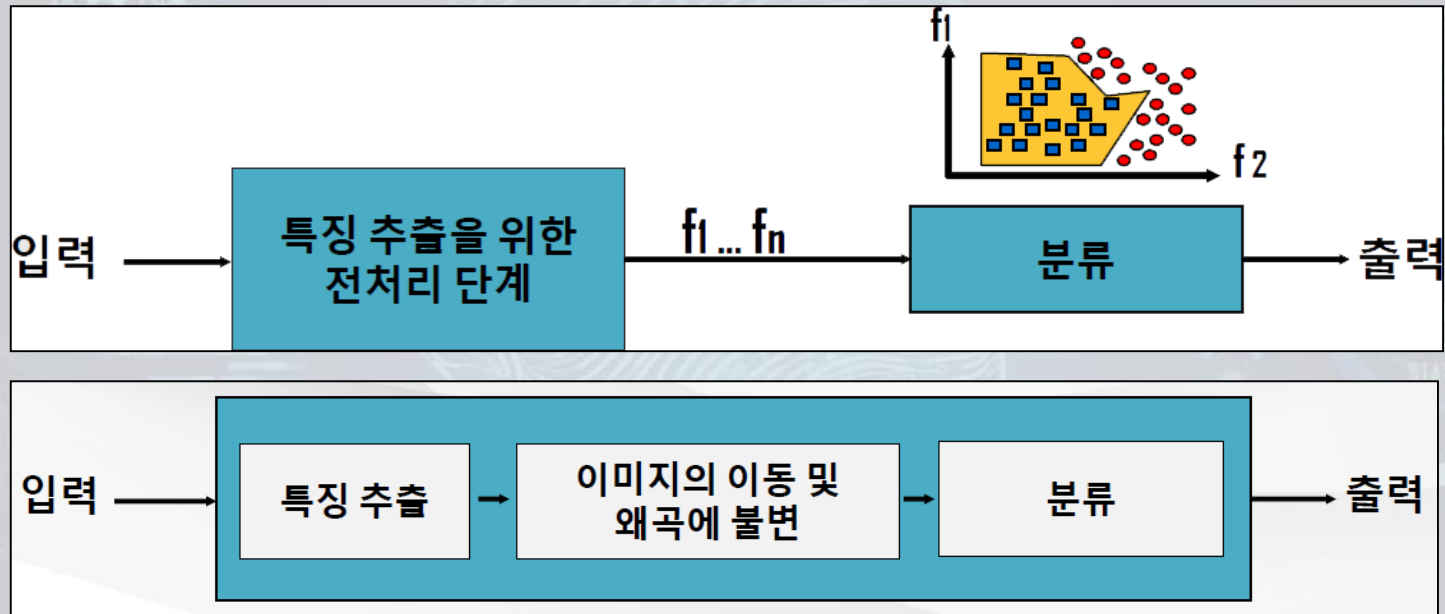 f1
f 2
입력
특징 추출을 위한
전처리 단계
f1 ... fn
분류
출력
입력
특징 추출
이미지의 이동 및
왜곡에 불변
분류
출력